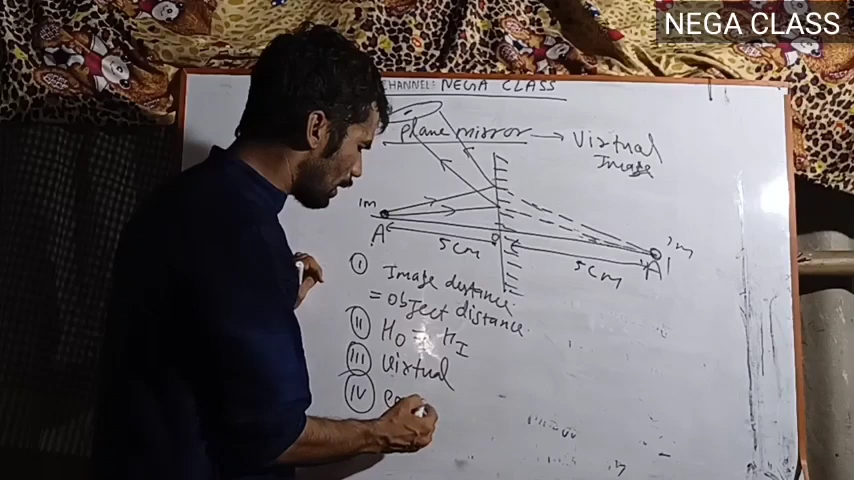 NEGA CLASS
CHANNEL: NEGA CLASS
plane mirror → Virtual
Image
1m
A
5cm
5cm
A'
(I) Image distance
= object distance
(II) HO = HI
(III) Virtual
(IV)